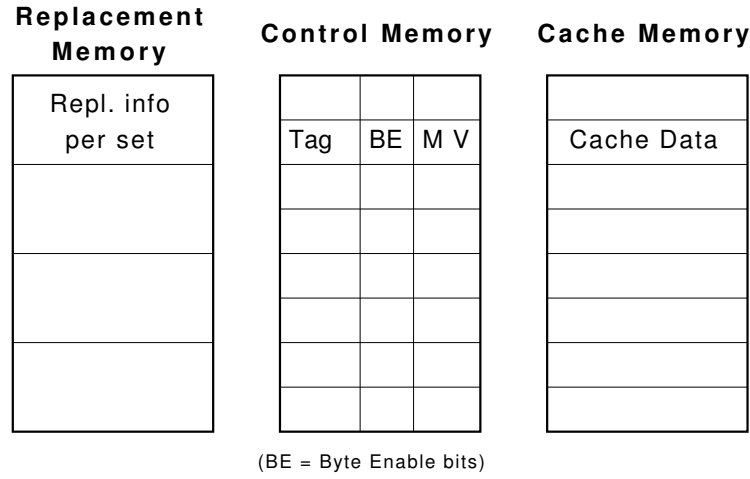 Replacement
Memory
Control Memory
Cache Memory
Repl. info
per set
Tag BE M V
Cache Data
(BE = Byte Enable bits)